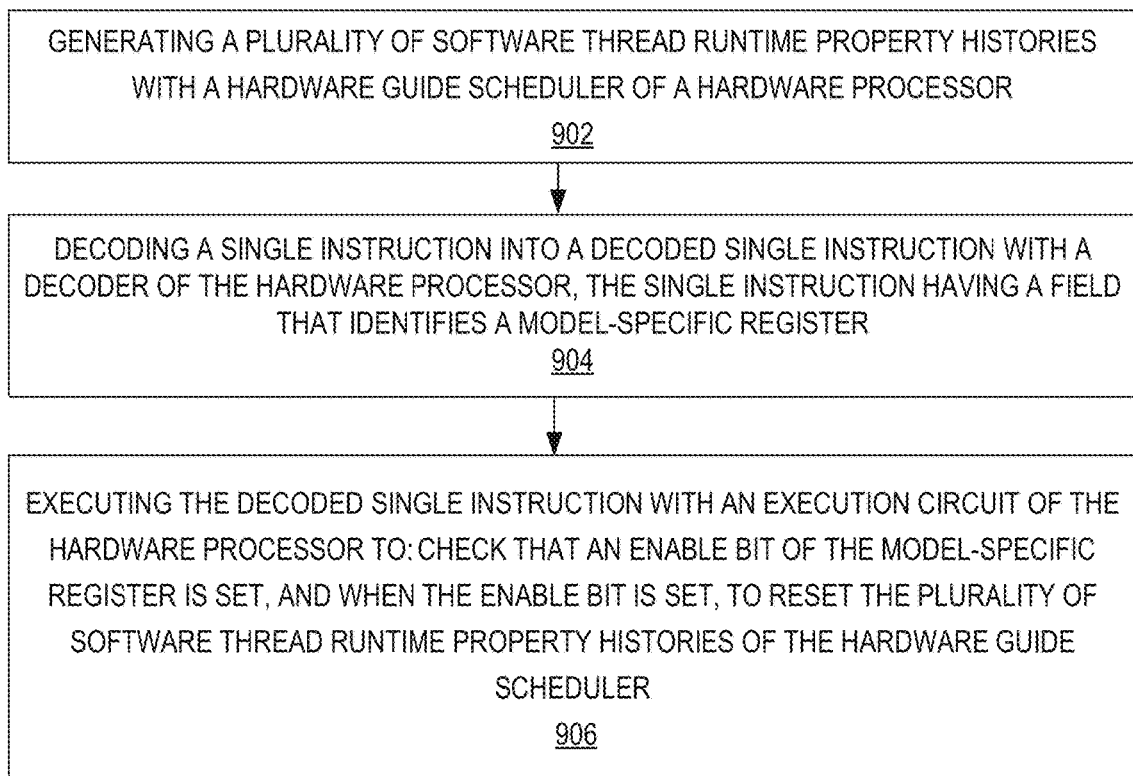 GENERATING A PLURALITY OF SOFTWARE THREAD RUNTIME PROPERTY HISTORIES
WITH A HARDWARE GUIDE SCHEDULER OF A HARDWARE PROCESSOR
902
DECODING A SINGLE INSTRUCTION INTO A DECODED SINGLE INSTRUCTION WITH A
DECODER OF THE HARDWARE PROCESSOR, THE SINGLE INSTRUCTION HAVING A FIELD
THAT IDENTIFIES A MODEL-SPECIFIC REGISTER
904
EXECUTING THE DECODED SINGLE INSTRUCTION WITH AN EXECUTION CIRCUIT OF THE
HARDWARE PROCESSOR TO: CHECK THAT AN ENABLE BIT OF THE MODEL-SPECIFIC
REGISTER IS SET, AND WHEN THE ENABLE BIT IS SET, TO RESET THE PLURALITY OF
SOFTWARE THREAD RUNTIME PROPERTY HISTORIES OF THE HARDWARE GUIDE
SCHEDULER
906